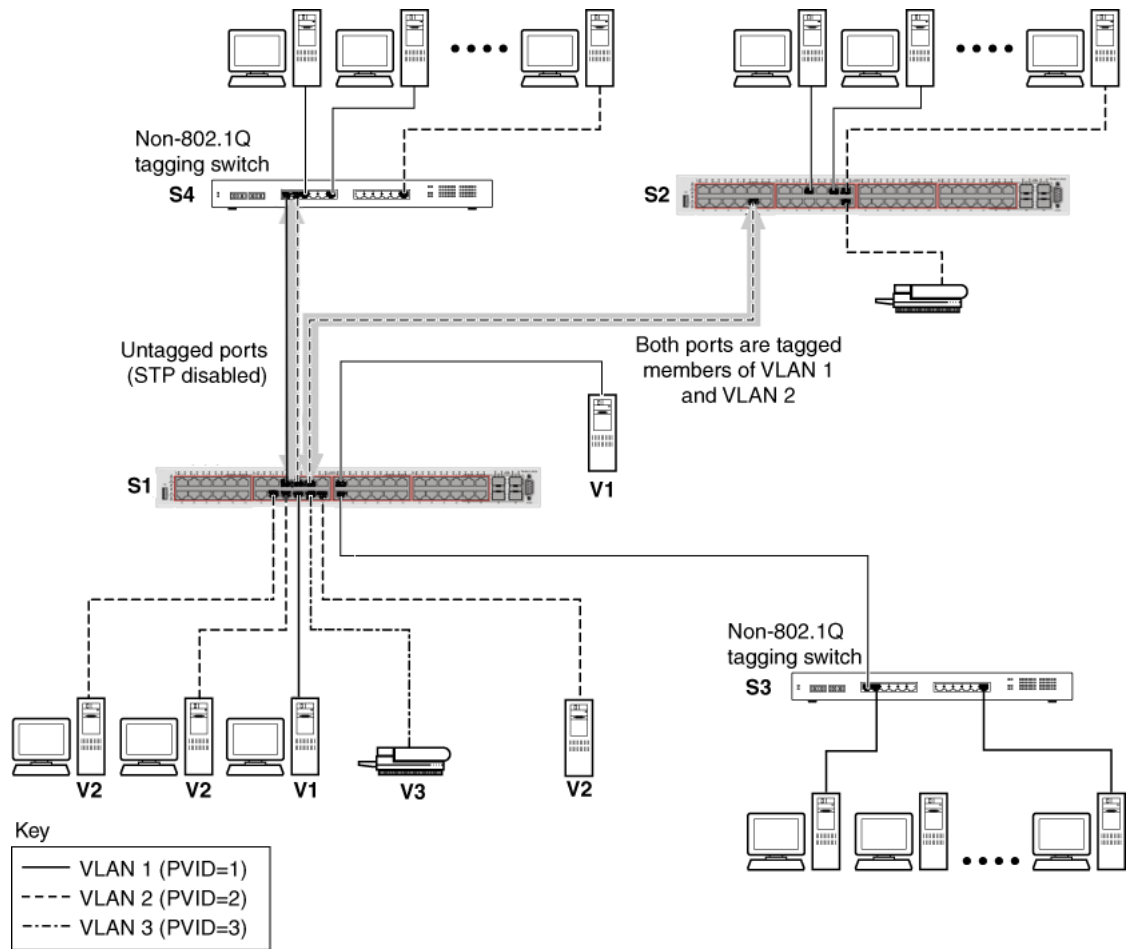 Non-802.1Q
tagging switch
S4
S2
Untagged ports
(STP disabled)
Both ports are tagged
members of VLAN 1
and VLAN 2
S1
V1
Non-802.1Q
tagging switch
S3
V2
V2
V1
V3
V2
Key
VLAN 1 (PVID=1)
VLAN 2 (PVID=2)
VLAN 3 (PVID=3)